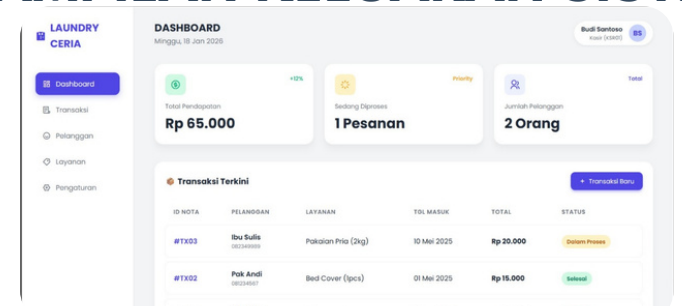 LAUNDRY
CERIA
DASHBOARD
Minggu, 18 Jan 2026
Budi Santoso
Kasir (KSR01)
BS
Dashboard
Transaksi
Pelanggan
Layanan
Pengaturan
+12%
Total Pendapatan
Rp 65.000
Priority
Sedang Diproses
1 Pesanan
Total
Jumlah Pelanggan
2 Orang
Transaksi Terkini
+ Transaksi Baru
ID NOTA PELANGGAN LAYANAN TGL MASUK TOTAL STATUS
#TX03 Ibu Sulis Pakaian Pria (2kg) 10 Mei 2025 Rp 20.000 Dalam Proses
#TX02 Pak Andi Bed Cover (1pcs) 01 Mei 2025 Rp 15.000 Selesai